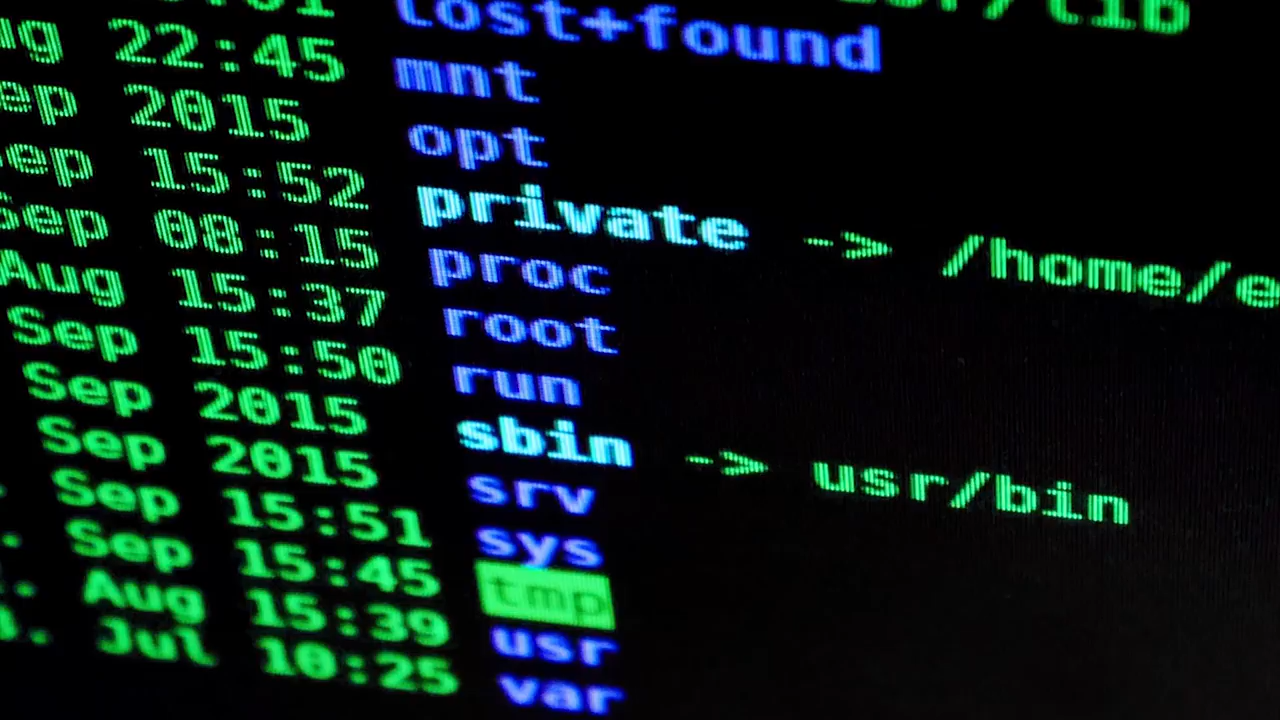 lost+found
ug 22:45 mnt
ep 2015 opt
ep 15:52 private -> /home/e
Sep 08:15 proc
Aug 15:37 root
Sep 15:50 run
Sep 2015 sbin -> usr/bin
Sep 2015 srv
Sep 15:51 sys
Sep 15:45 tmp
Aug 15:39 usr
Jul 10:25 var